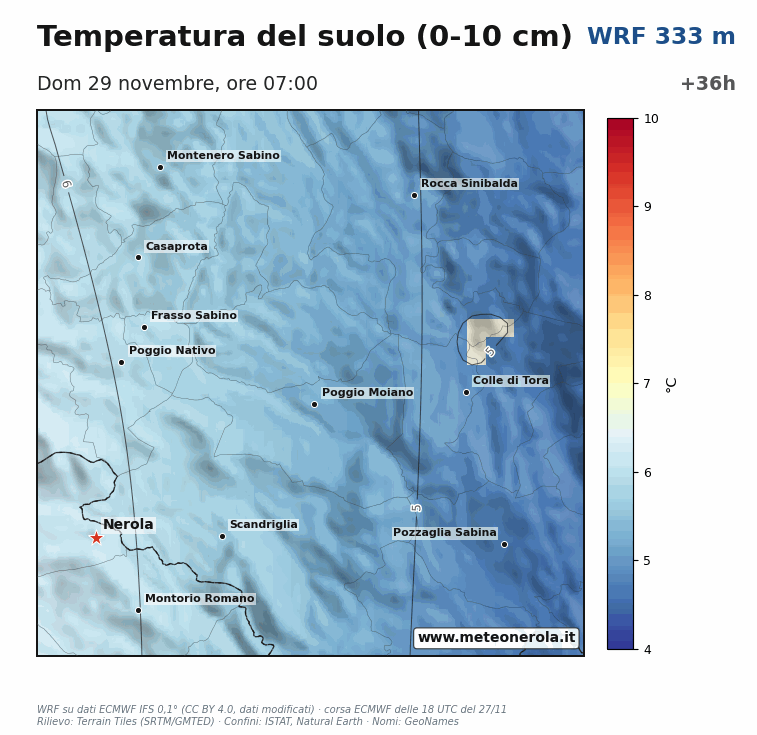 Temperatura del suolo (0-10 cm) WRF 333 m
Dom 29 novembre, ore 07:00 +36h
Montenero Sabino
Rocca Sinibalda
6
Casaprota
Frasso Sabino
Poggio Nativo
5
Colle di Tora
Poggio Moiano
5
Nerola
Scandriglia
Pozzaglia Sabina
Montorio Romano
www.meteonerola.it
10
9
8
7
6
5
4
°C
WRF su dati ECMWF IFS 0,1° (CC BY 4.0, dati modificati) · corsa ECMWF delle 18 UTC del 27/11
Rilievo: Terrain Tiles (SRTM/GMTED) · Confini: ISTAT, Natural Earth · Nomi: GeoNames